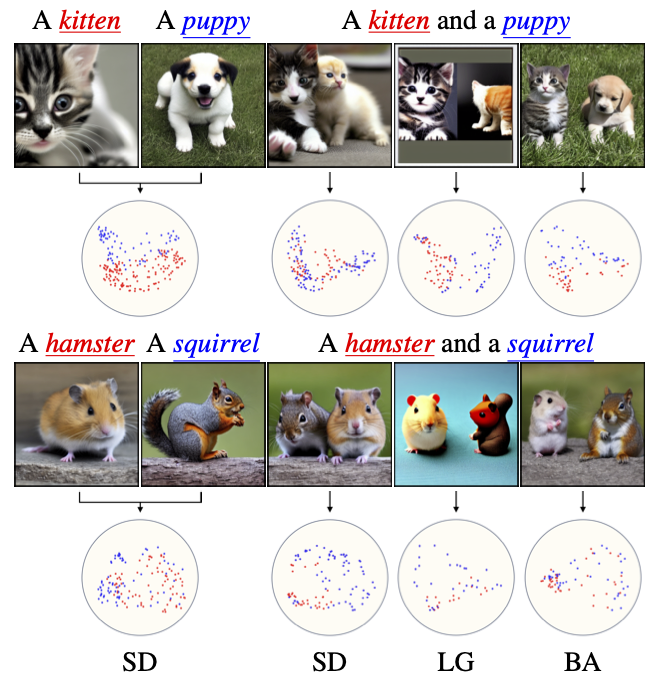 A kitten A puppy A kitten and a puppy
A hamster A squirrel A hamster and a squirrel
SD SD LG BA